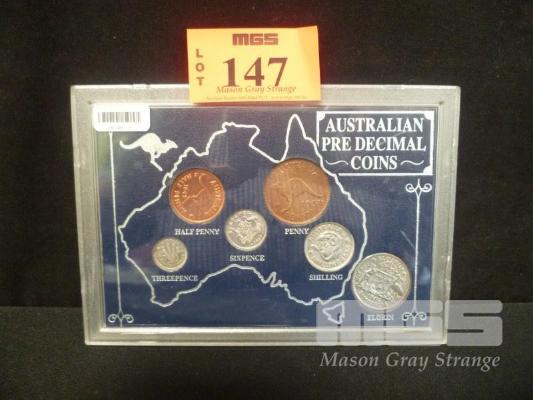 MGS
LOT
147
Mason Gray Strange
AUSTRALIAN
PRE DECIMAL
COINS
HALF PENNY
PENNY
SIXPENCE
THREEPENCE
SHILLING
FLORIN
MGS
Mason Gray Strange